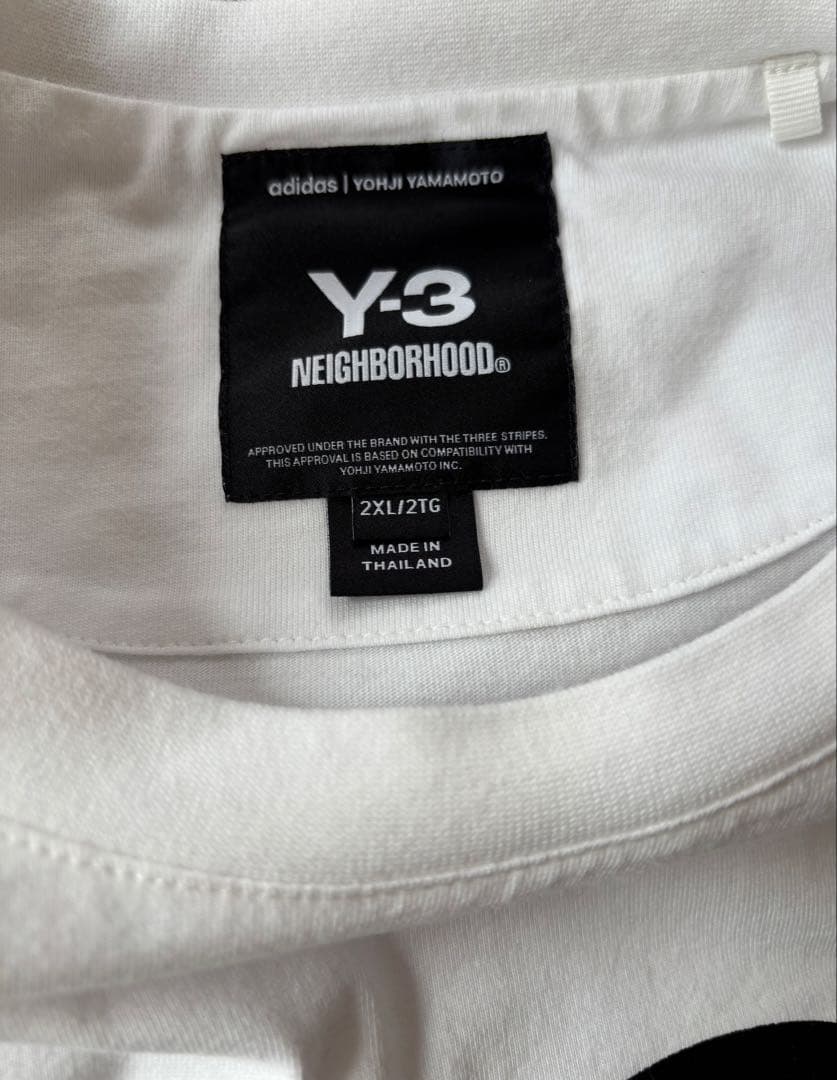 adidas | YOHJI YAMAMOTO
Y-3
NEIGHBORHOOD®
APPROVED UNDER THE BRAND WITH THE THREE STRIPES.
THIS APPROVAL IS BASED ON COMPATIBILITY WITH
YOHJI YAMAMOTO INC.
2XL/2TG
MADE IN
THAILAND